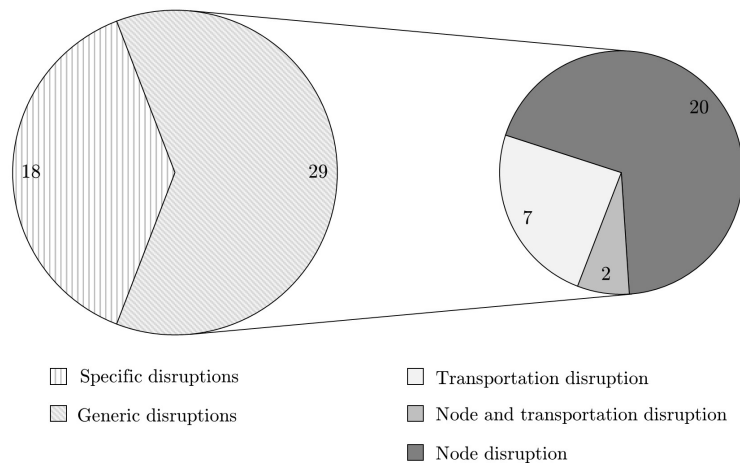 20
18
29
7
2
Specific disruptions
Transportation disruption
Generic disruptions
Node and transportation disruption
Node disruption